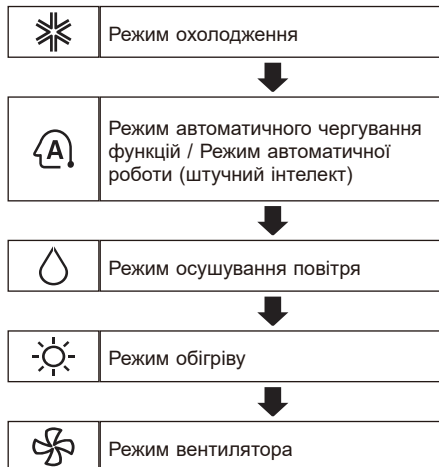 Режим охолодження
Режим автоматичного чергування
функцій / Режим автоматичної
роботи (штучний інтелект)
A
Режим осушування повітря
Режим обігріву
Режим вентилятора